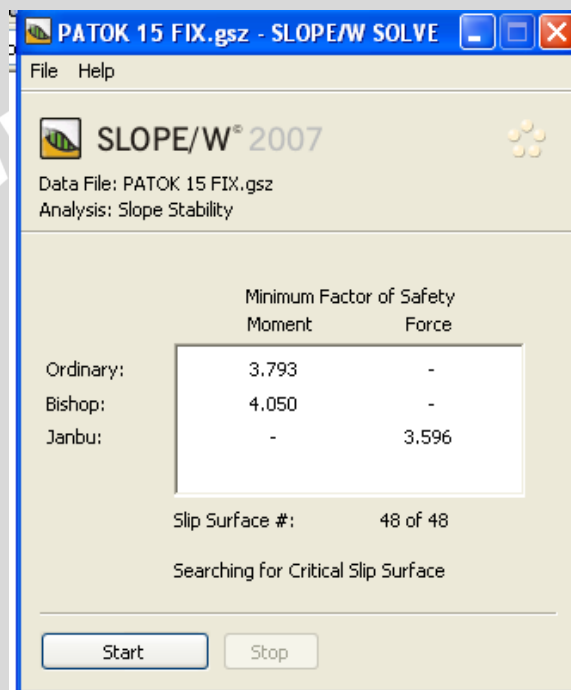 PATOK 15 FIX.gsz - SLOPE/W SOLVE
File Help
SLOPE/W® 2007
Data File: PATOK 15 FIX.gsz
Analysis: Slope Stability
Minimum Factor of Safety
Moment Force
Ordinary: 3.793 -
Bishop: 4.050 -
Janbu: - 3.596
Slip Surface #: 48 of 48
Searching for Critical Slip Surface
Start Stop